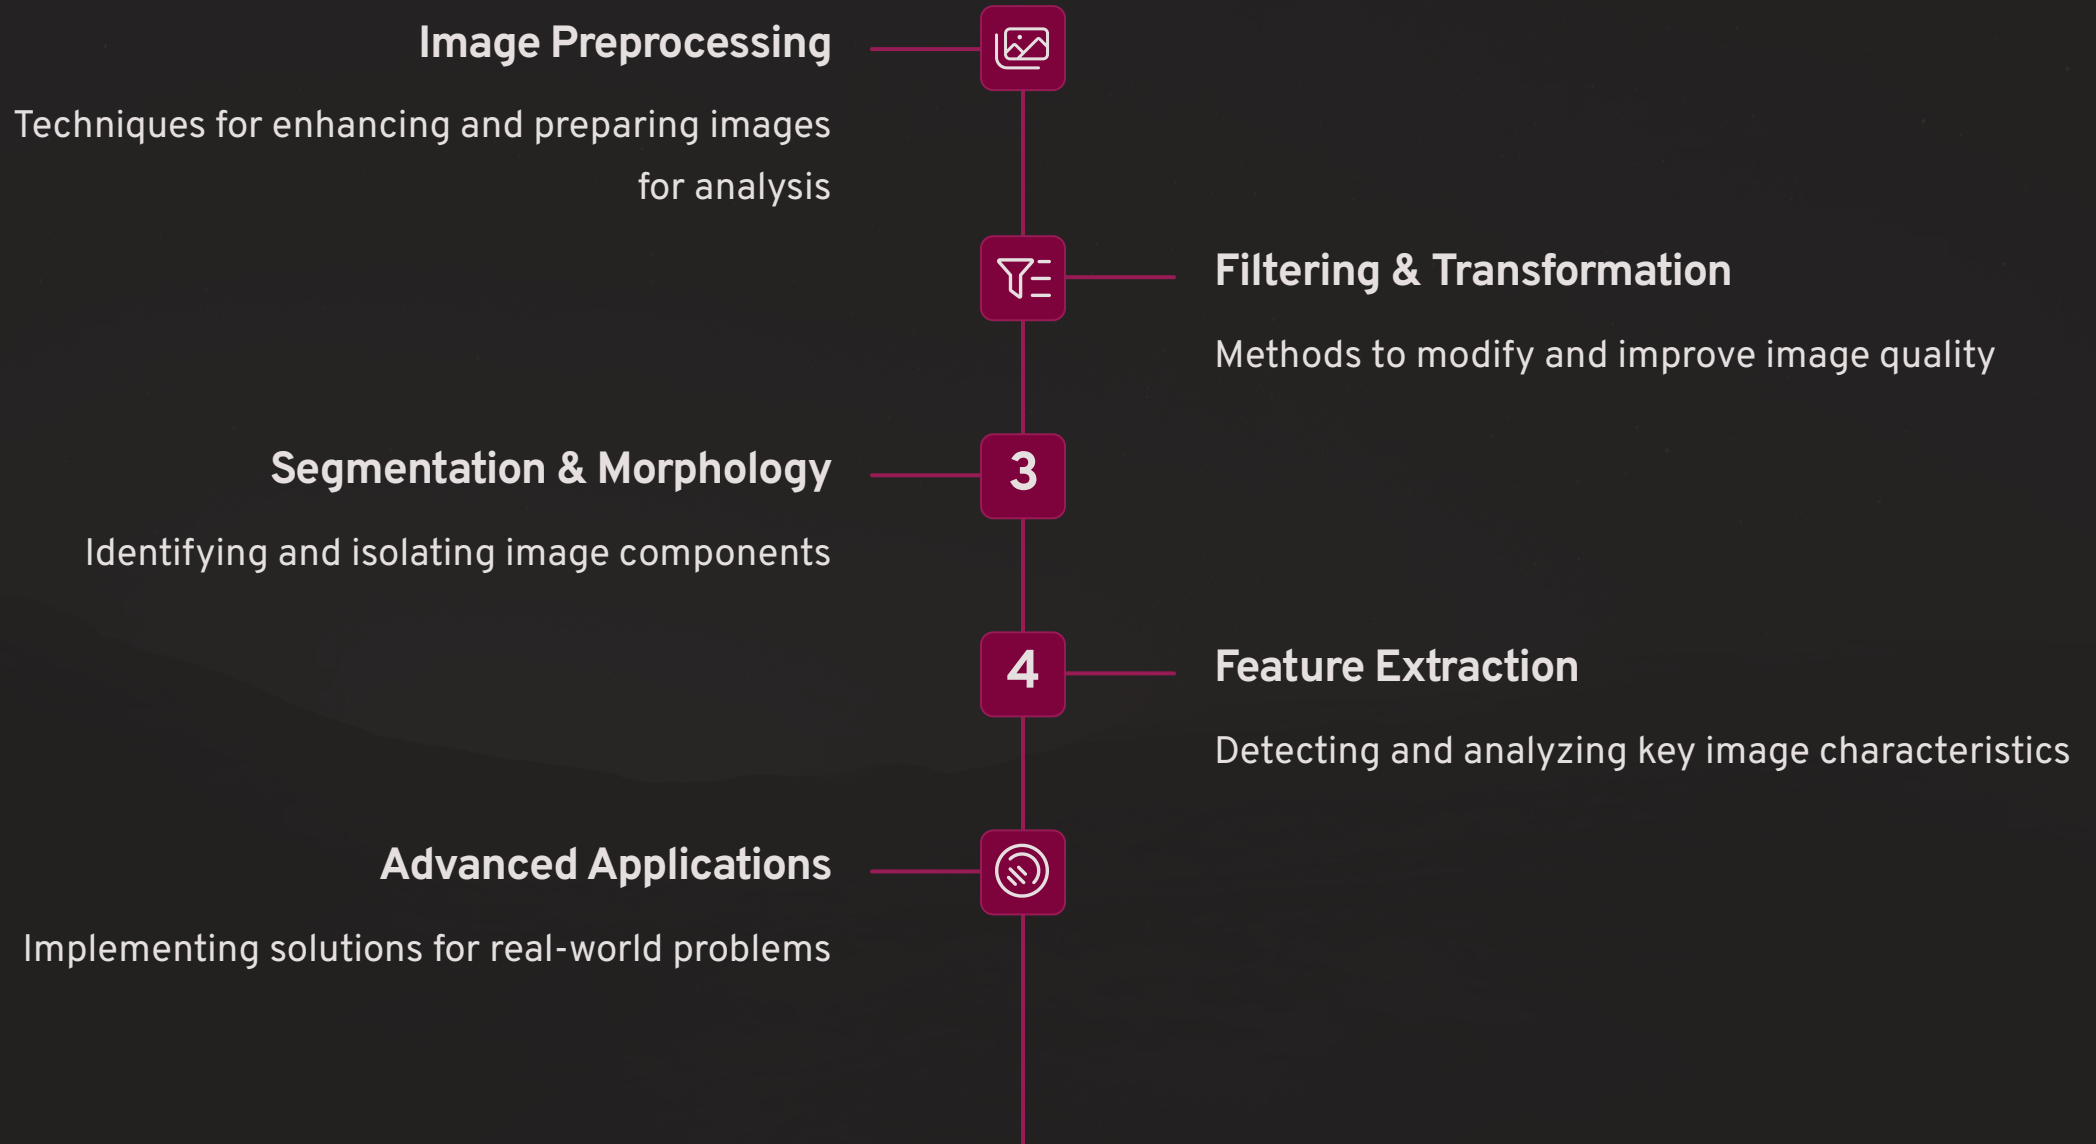 Image Preprocessing
Techniques for enhancing and preparing images
for analysis
Filtering & Transformation
Methods to modify and improve image quality
3
Segmentation & Morphology
Identifying and isolating image components
4
Feature Extraction
Detecting and analyzing key image characteristics
Advanced Applications
Implementing solutions for real-world problems